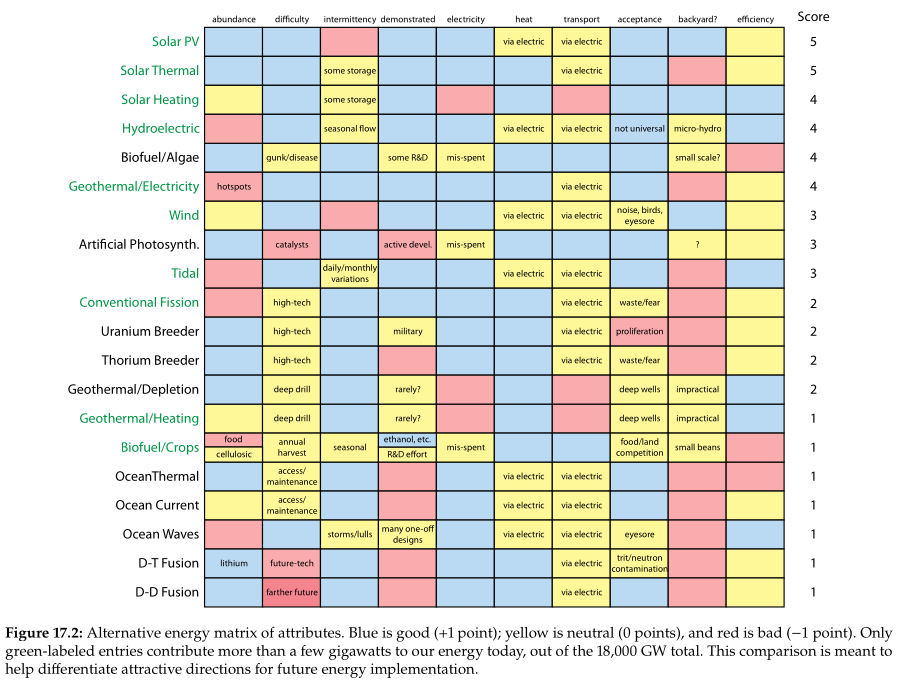 abundance difficulty intermittency demonstrated electricity heat transport acceptance backyard? efficiency Score
Solar PV via electric via electric 5
Solar Thermal some storage via electric 5
Solar Heating some storage 4
Hydroelectric seasonal flow via electric via electric not universal micro-hydro 4
Biofuel/Algae gunk/disease some R&D mis-spent small scale? 4
Geothermal/Electricity hotspots via electric 4
Wind via electric via electric noise, birds, eyesore 3
Artificial Photosynth. catalysts active devel. mis-spent ? 3
Tidal daily/monthly variations via electric via electric 3
Conventional Fission high-tech via electric waste/fear 2
Uranium Breeder high-tech military via electric proliferation 2
Thorium Breeder high-tech via electric waste/fear 2
Geothermal/Depletion deep drill rarely? deep wells impractical 2
Geothermal/Heating deep drill rarely? deep wells impractical 1
Biofuel/Crops food cellulosic annual harvest seasonal ethanol, etc. R&D effort mis-spent food/land competition small beans 1
OceanThermal access/ maintenance via electric via electric 1
Ocean Current access/ maintenance via electric via electric 1
Ocean Waves storms/lulls many one-off designs via electric via electric eyesore 1
D-T Fusion lithium future-tech via electric trit/neutron contamination 1
D-D Fusion farther future via electric 1
Figure 17.2: Alternative energy matrix of attributes. Blue is good (+1 point); yellow is neutral (0 points), and red is bad (−1 point). Only
green-labeled entries contribute more than a few gigawatts to our energy today, out of the 18,000 GW total. This comparison is meant to
help differentiate attractive directions for future energy implementation.